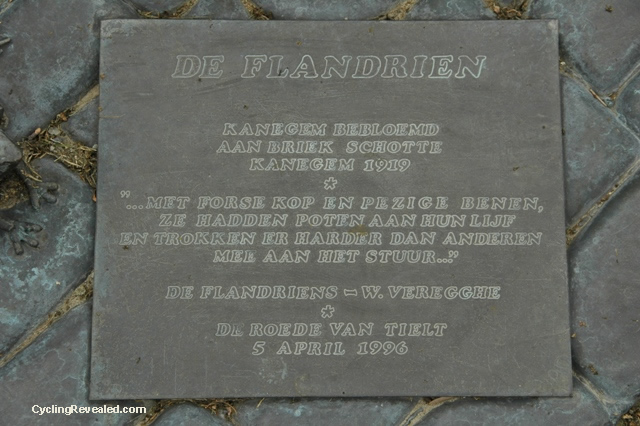 DE FLANDRIEN
KANEGEM BEBLOEMD
AAN BRIEK SCHOTTE
KANEGEM 1919
*
"...MET FORSE KOP EN PEZIGE BENEN,
ZE HADDEN POTEN AAN HUN LIJF
EN TROKKEN ER HARDER DAN ANDEREN
MEE AAN HET STUUR..."
DE FLANDRIENS - W. VEREGGHE
*
DE ROEDE VAN TIELT
5 APRIL 1996
CyclingRevealed.com